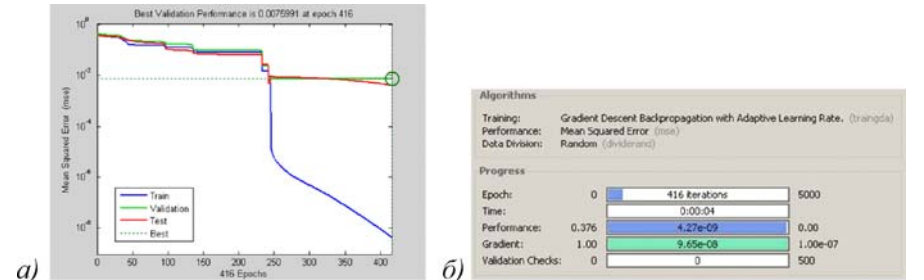 Best Validation Performance is 0.0075991 at epoch 416
Mean Squared Error (mse)
10^0
10^-2
10^-4
10^-6
10^-8
Train
Validation
Test
Best
0 50 100 150 200 250 300 350 400
416 Epochs
а)
Algorithms
Training: Gradient Descent Backpropagation with Adaptive Learning Rate. (traingda)
Performance: Mean Squared Error (mse)
Data Division: Random (dividerand)
Progress
Epoch: 0 416 iterations 5000
Time: 0:00:04
Performance: 0.376 4.27e-09 0.00
Gradient: 1.00 9.65e-08 1.00e-07
Validation Checks: 0 0 500
б)